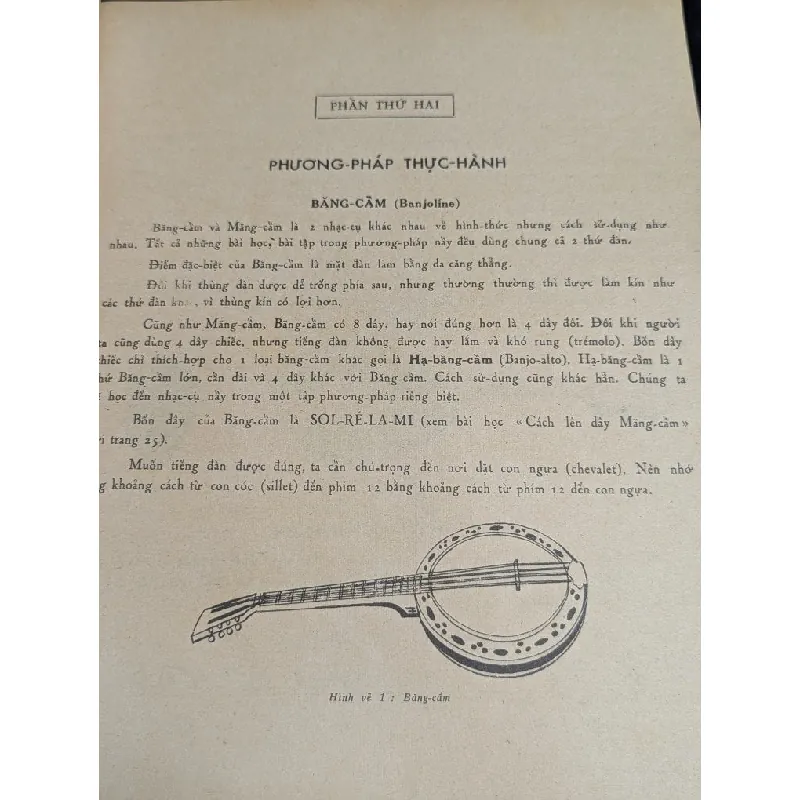 PHẦN THỨ HAI
PHƯƠNG-PHÁP THỰC-HÀNH
BĂNG-CẦM (Banjoline)
Băng-cầm và Măng-cầm là 2 nhạc-cụ khác nhau về hình-thức nhưng cách sử-dụng như
nhau. Tất cả những bài học, bài tập trong phương-pháp này đều dùng chung cả 2 thứ đàn.
Điểm đặc-biệt của Băng-cầm là mặt đàn làm bằng da căng thẳng.
Đôi khi thùng đàn được để trống phía sau, nhưng thường thường thì được làm kín như
các thứ đàn vì thùng kín có lợi hơn.
Cũng như Măng-cầm, Băng-cầm có 8 dây, hay nói đúng hơn là 4 dây đôi. Đôi khi người
ta cũng dùng 4 dây chiếc, nhưng tiếng đàn không được hay lắm và khó rung (trémolo). Bốn dây
chiếc chỉ thích-hợp cho 1 loại băng-cầm khác gọi là Hạ-băng-cầm (Banjo-alto). Hạ-băng-cầm là 1
Băng-cầm lớn, cần dài và 4 dây khác với Băng-cầm. Cách sử-dụng cũng khác hẳn. Chúng ta
học đến nhạc-cụ này trong một tập phương-pháp riêng biệt.
Bốn dây của Băng-cầm là SOL-RÉ-LA-MI (xem bài học «Cách lên dây Măng-cầm»
trang 25).
Muốn tiếng đàn được đúng, ta cần chú-trọng đến nơi đặt con ngựa (chevalet). Nên nhớ
khoảng cách từ con cóc (sillet) đến phím 12 bằng khoảng cách từ phím 12 đến con ngựa.
Hình vẽ 1 : Băng-cầm